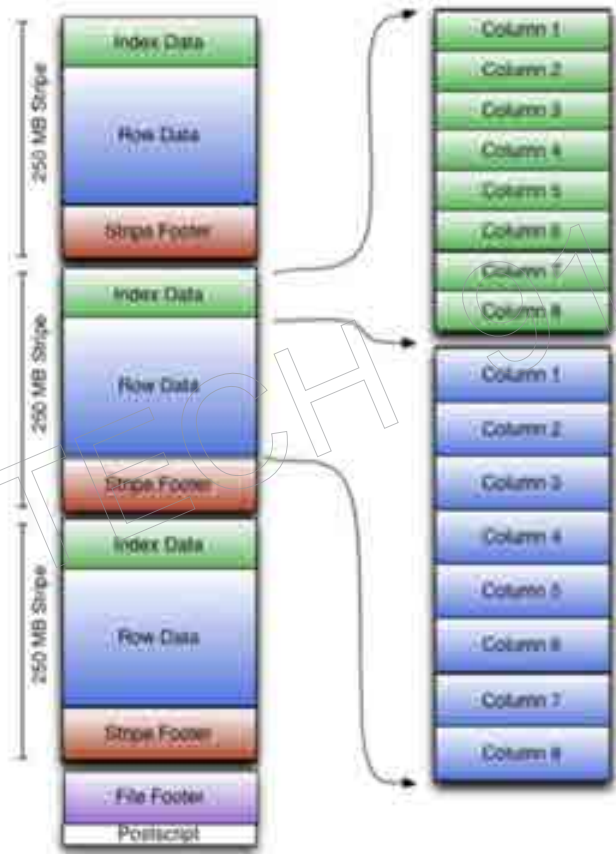 250 MB Stripe
Index Data
Row Data
Stripe Footer
250 MB Stripe
Index Data
Row Data
Stripe Footer
250 MB Stripe
Index Data
Row Data
Stripe Footer
File Footer
Postscript
Column 1
Column 2
Column 3
Column 4
Column 5
Column 6
Column 7
Column 8
Column 1
Column 2
Column 3
Column 4
Column 5
Column 6
Column 7
Column 8
TECH 91